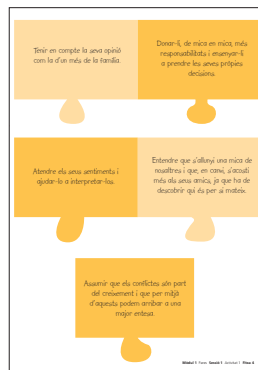 Tenir en compte la seva opinió
com la d'un més de la família.
Donar-li, de mica en mica, més
responsabilitats i ensenyar-li
a prendre les seves pròpies
decisions.
Atendre els seus sentiments i
ajudar-lo a interpretar-los.
Entendre que s'allunyi una mica de
nosaltres i que, en canvi, s'acosti
més als seus amics, ja que ha de
descobrir qui és per si mateix.
Assumir que els conflictes són part
del creixement i que per mitjà
d'aquests podem arribar a una
major entesa.
Mòdul 1 Pares Sessió 1 Activitat 1 Fitxa 4